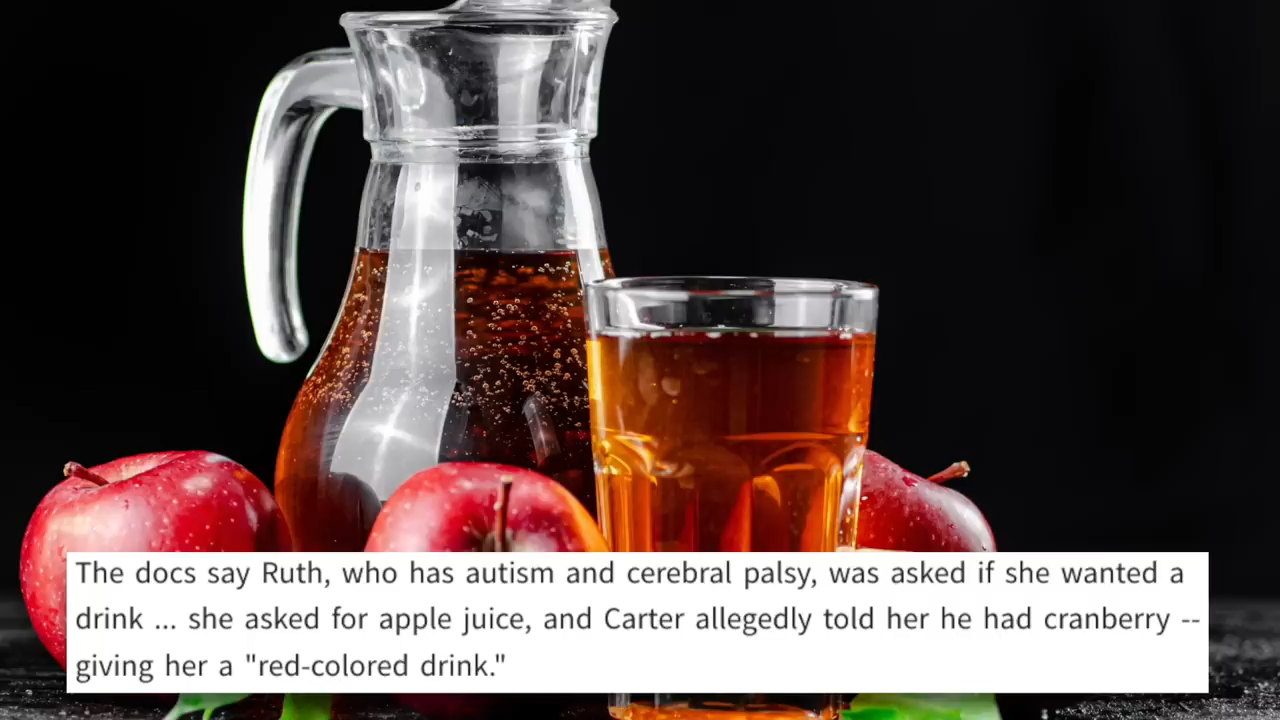 The docs say Ruth, who has autism and cerebral palsy, was asked if she wanted a
drink ... she asked for apple juice, and Carter allegedly told her he had cranberry --
giving her a "red-colored drink."